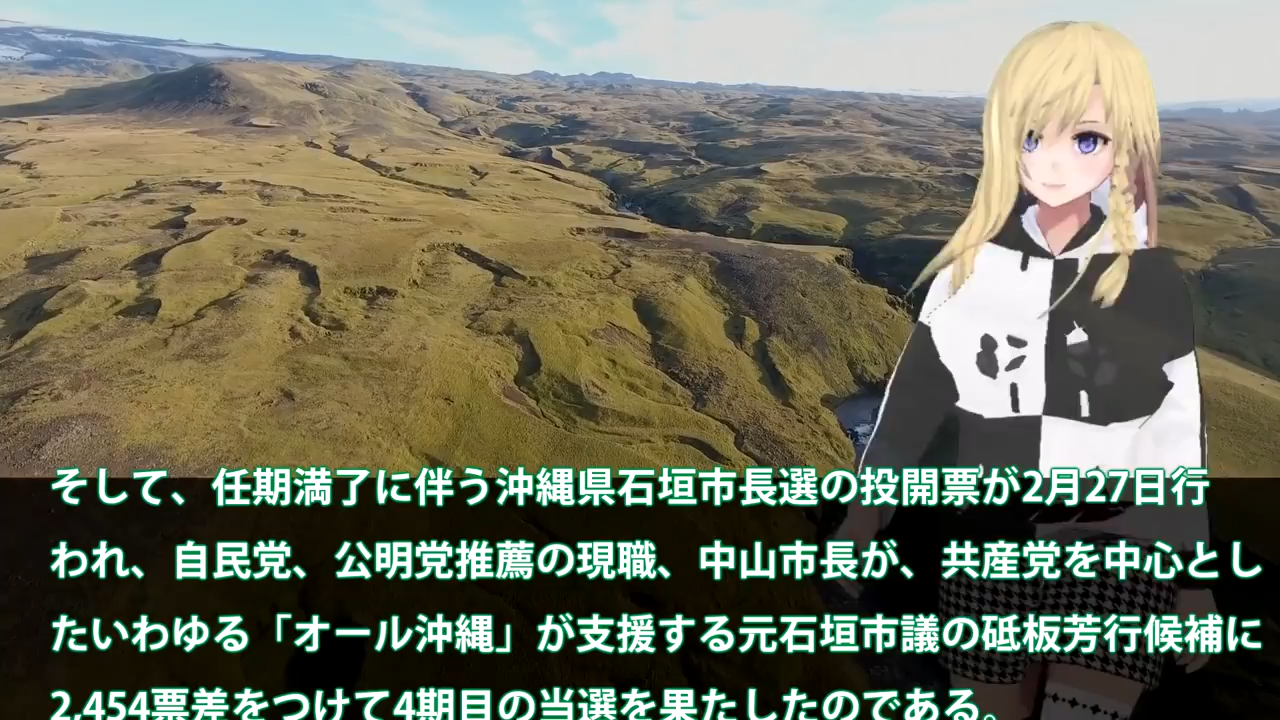 そして、任期満了に伴う沖縄県石垣市長選の投開票が2月27日行
われ、自民党、公明党推薦の現職、中山市長が、共産党を中心とし
たいわゆる「オール沖縄」が支援する元石垣市議の砥板芳行候補に
2,454票差をつけて4期目の当選を果たしたのである。